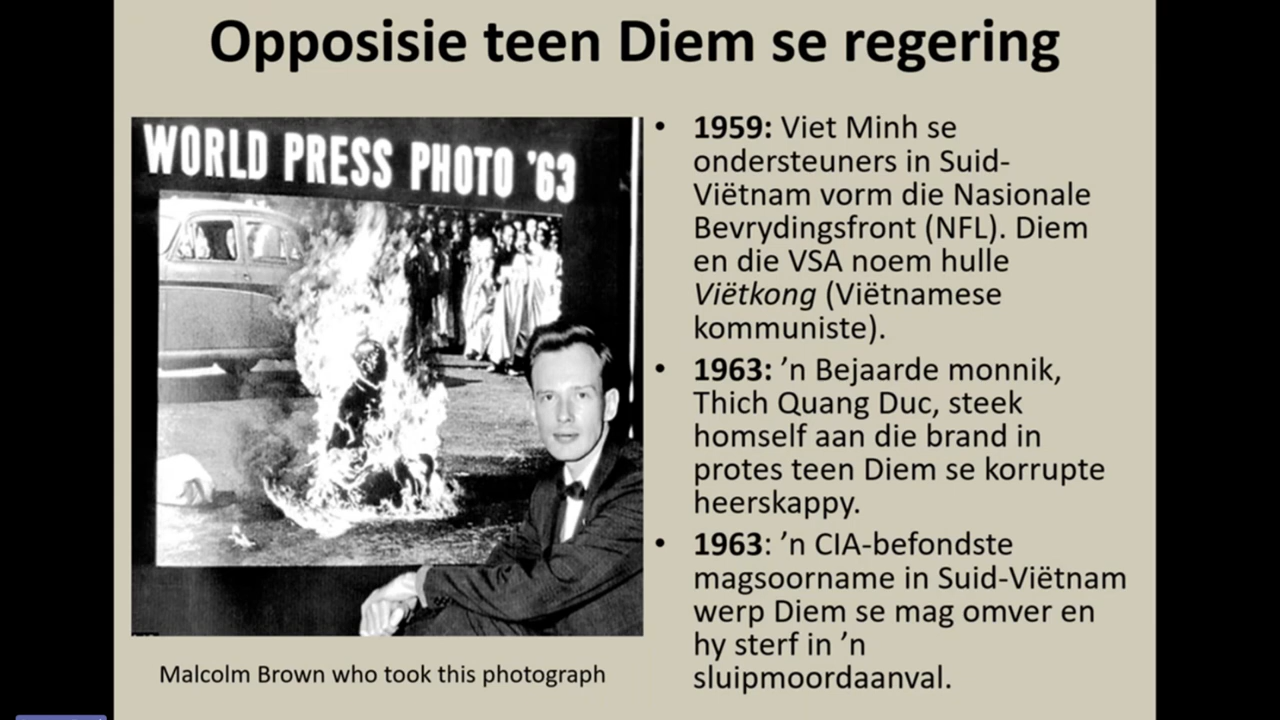 Opposisie teen Diem se regering
WORLD PRESS PHOTO '63
• 1959: Viet Minh se
ondersteuners in Suid-
Viëtnam vorm die Nasionale
Bevrydingsfront (NFL). Diem
en die VSA noem hulle
Viëtkong (Viëtnamese
kommuniste).
• 1963: ’n Bejaarde monnik,
Thich Quang Duc, steek
homself aan die brand in
protes teen Diem se korrupte
heerskappy.
• 1963: ’n CIA-befondste
magsoorname in Suid-Viëtnam
werp Diem se mag omver en
hy sterf in ’n
sluipmoordaanval.
Malcolm Brown who took this photograph